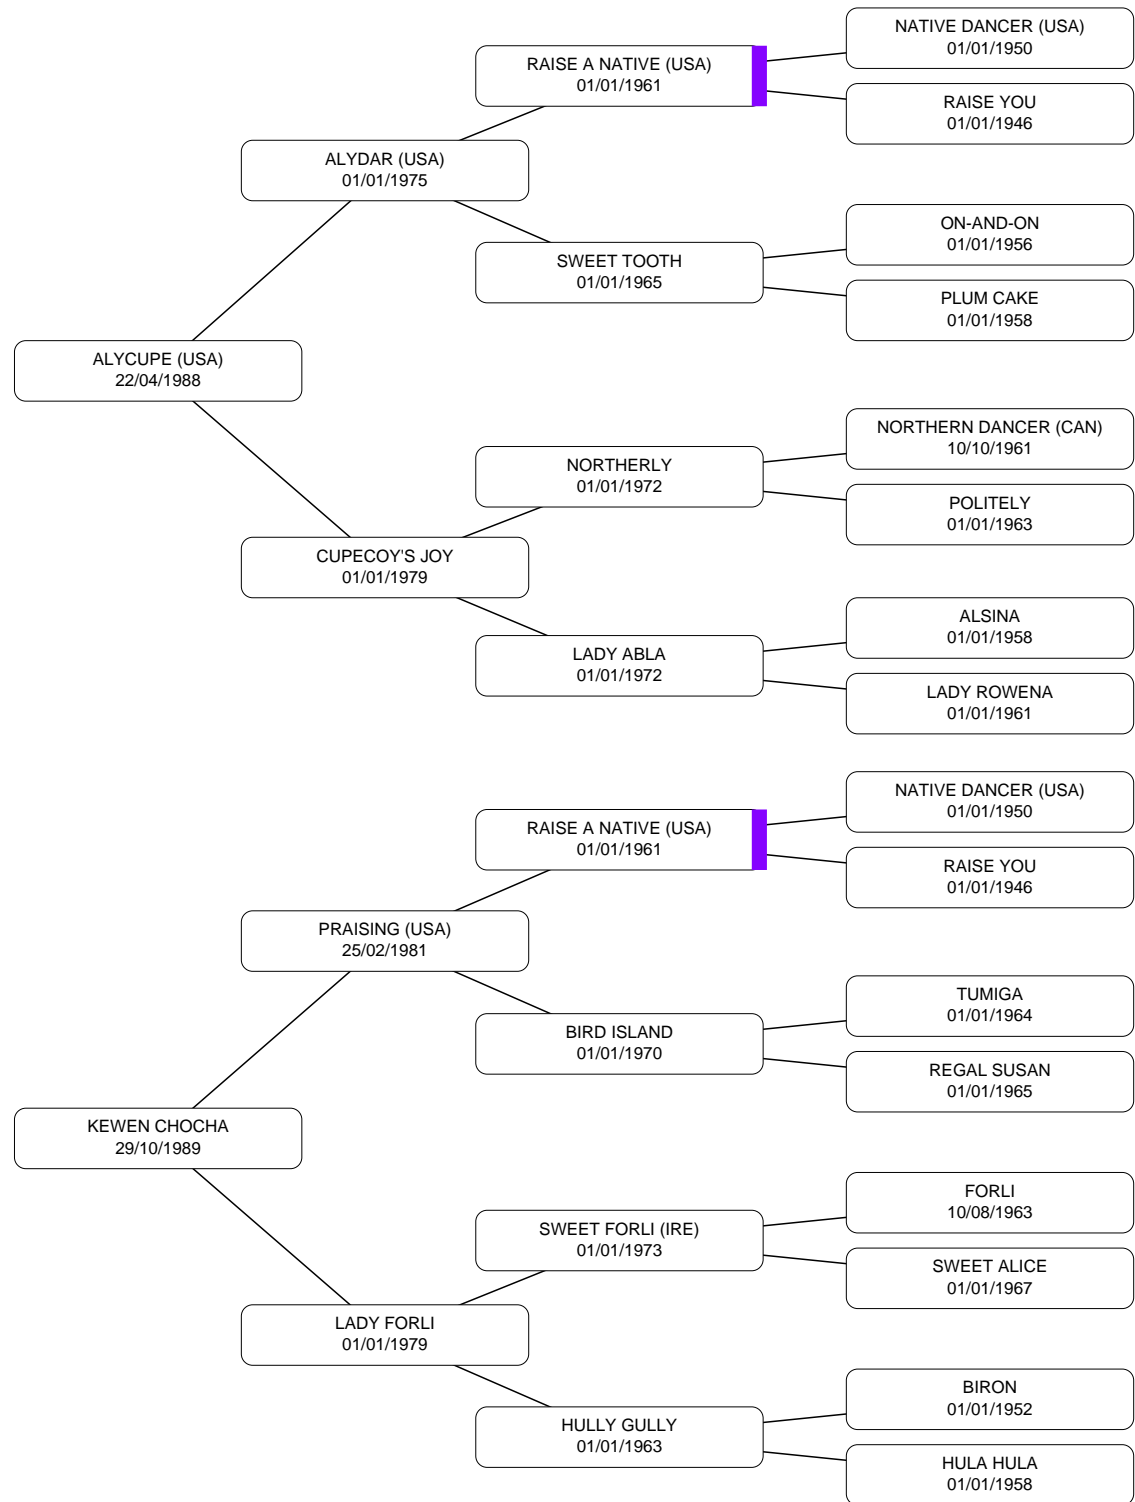 NATIVE DANCER (USA)
01/01/1950
RAISE A NATIVE (USA)
01/01/1961
RAISE YOU
01/01/1946
ALYDAR (USA)
01/01/1975
ON-AND-ON
01/01/1956
SWEET TOOTH
01/01/1965
PLUM CAKE
01/01/1958
ALYCUPE (USA)
22/04/1988
NORTHERN DANCER (CAN)
10/10/1961
NORTHERLY
01/01/1972
POLITELY
01/01/1963
CUPECOY'S JOY
01/01/1979
ALSINA
01/01/1958
LADY ABLA
01/01/1972
LADY ROWENA
01/01/1961
NATIVE DANCER (USA)
01/01/1950
RAISE A NATIVE (USA)
01/01/1961
RAISE YOU
01/01/1946
PRAISING (USA)
25/02/1981
TUMIGA
01/01/1964
BIRD ISLAND
01/01/1970
REGAL SUSAN
01/01/1965
KEWEN CHOCHA
29/10/1989
FORLI
10/08/1963
SWEET FORLI (IRE)
01/01/1973
SWEET ALICE
01/01/1967
LADY FORLI
01/01/1979
BIRON
01/01/1952
HULLY GULLY
01/01/1963
HULA HULA
01/01/1958